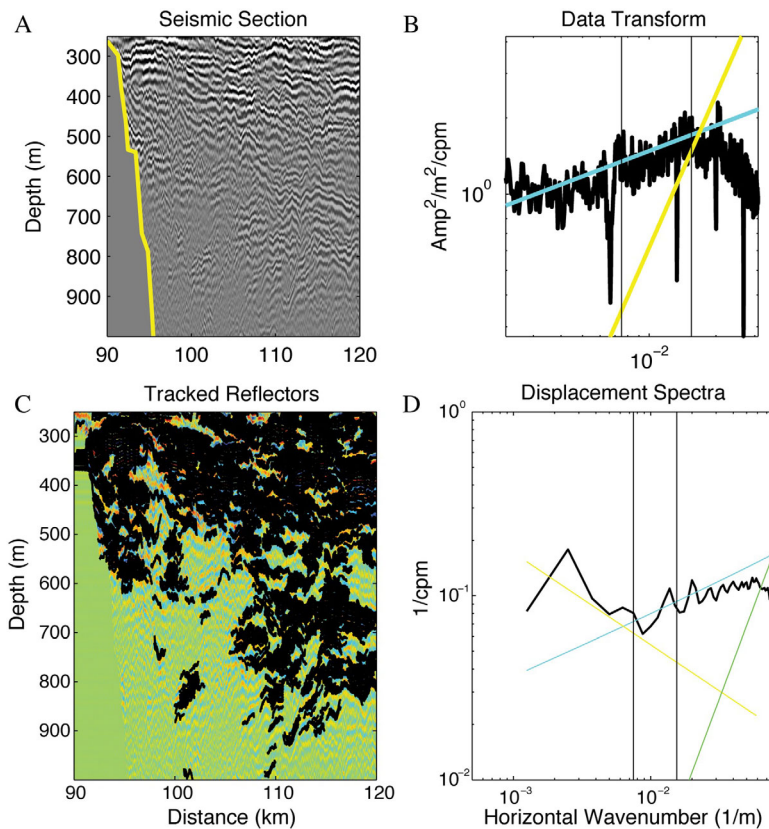 A
Seismic Section
Depth (m)
300
400
500
600
700
800
900
90
100
110
120
B
Data Transform
Amp²/m²/cpm
10⁰
10⁻²
C
Tracked Reflectors
Depth (m)
300
400
500
600
700
800
900
90
100
110
120
Distance (km)
D
Displacement Spectra
1/cpm
10⁰
10⁻¹
10⁻²
10⁻³
10⁻²
Horizontal Wavenumber (1/m)